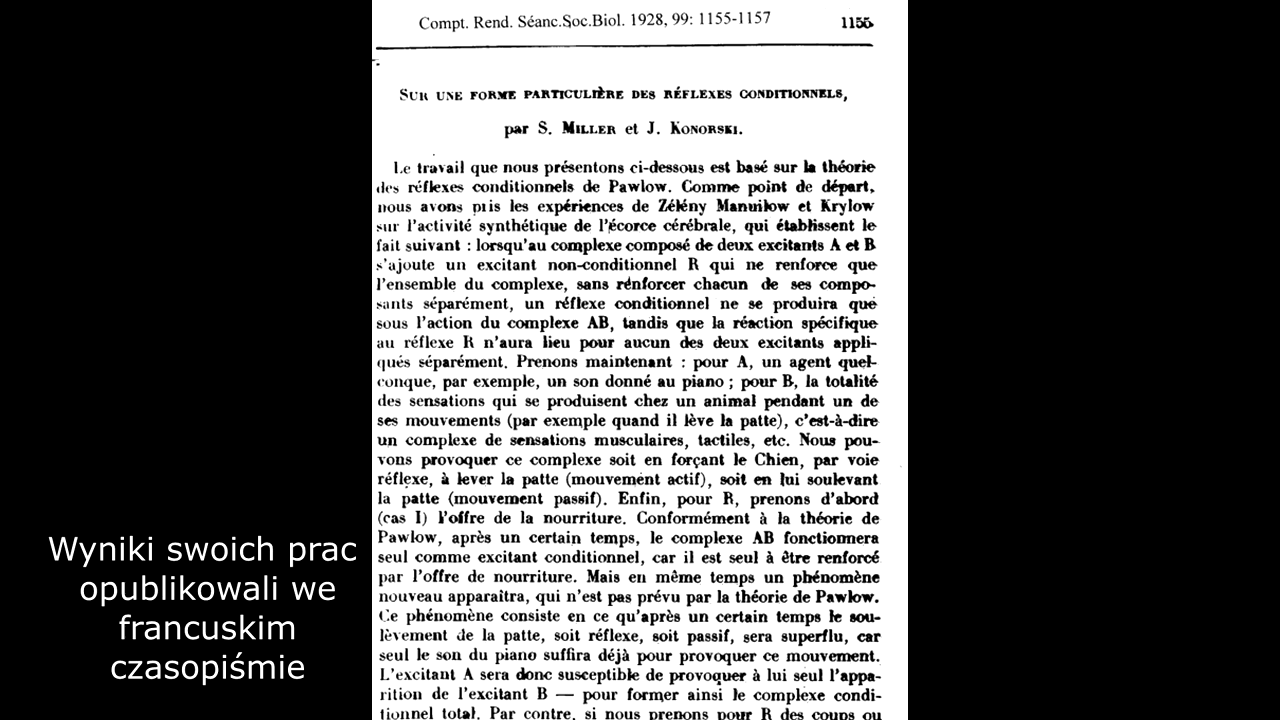 Compt. Rend. Séanc.Soc.Biol. 1928, 99: 1155-1157
1155
SUR UNE FORME PARTICULIÈRE DES RÉFLEXES CONDITIONNELS,
par S. MILLER et J. KONORSKI.
Le travail que nous présentons ci-dessous est basé sur la théorie
des réflexes conditionnels de Pawlow. Comme point de départ,
nous avons pris les expériences de Zélény Manuilow et Krylow
sur l'activité synthétique de l'écorce cérébrale, qui établissent le
fait suivant : lorsqu'au complexe composé de deux excitants A et B
s'ajoute un excitant non-conditionnel R qui ne renforce que
l'ensemble du complexe, sans renforcer chacun de ses compo-
sants séparément, un réflexe conditionnel ne se produira que
sous l'action du complexe AB, tandis que la réaction spécifique
au réflexe R n'aura lieu pour aucun des deux excitants appli-
qués séparément. Prenons maintenant : pour A, un agent quel-
conque, par exemple, un son donné au piano ; pour B, la totalité
des sensations qui se produisent chez un animal pendant un de
ses mouvements (par exemple quand il lève la patte), c'est-à-dire
un complexe de sensations musculaires, tactiles, etc. Nous pou-
vons provoquer ce complexe soit en forçant le Chien, par voie
réflexe, à lever la patte (mouvement actif), soit en lui soulevant
la patte (mouvement passif). Enfin, pour R, prenons d'abord
(cas I) l'offre de la nourriture. Conformément à la théorie de
Pawlow, après un certain temps, le complexe AB fonctionnera
seul comme excitant conditionnel, car il est seul à être renforcé
par l'offre de nourriture. Mais en même temps un phénomène
nouveau apparaîtra, qui n'est pas prévu par la théorie de Pawlow.
Ce phénomène consiste en ce qu'après un certain temps le sou-
lèvement de la patte, soit réflexe, soit passif, sera superflu, car
seul le son du piano suffira déjà pour provoquer ce mouvement.
L'excitant A sera donc susceptible de provoquer à lui seul l'appa-
rition de l'excitant B — pour former ainsi le complexe condi-
tionnel total. Par contre, si nous prenons pour R des coups ou
Wyniki swoich prac
opublikowali we
francuskim
czasopiśmie